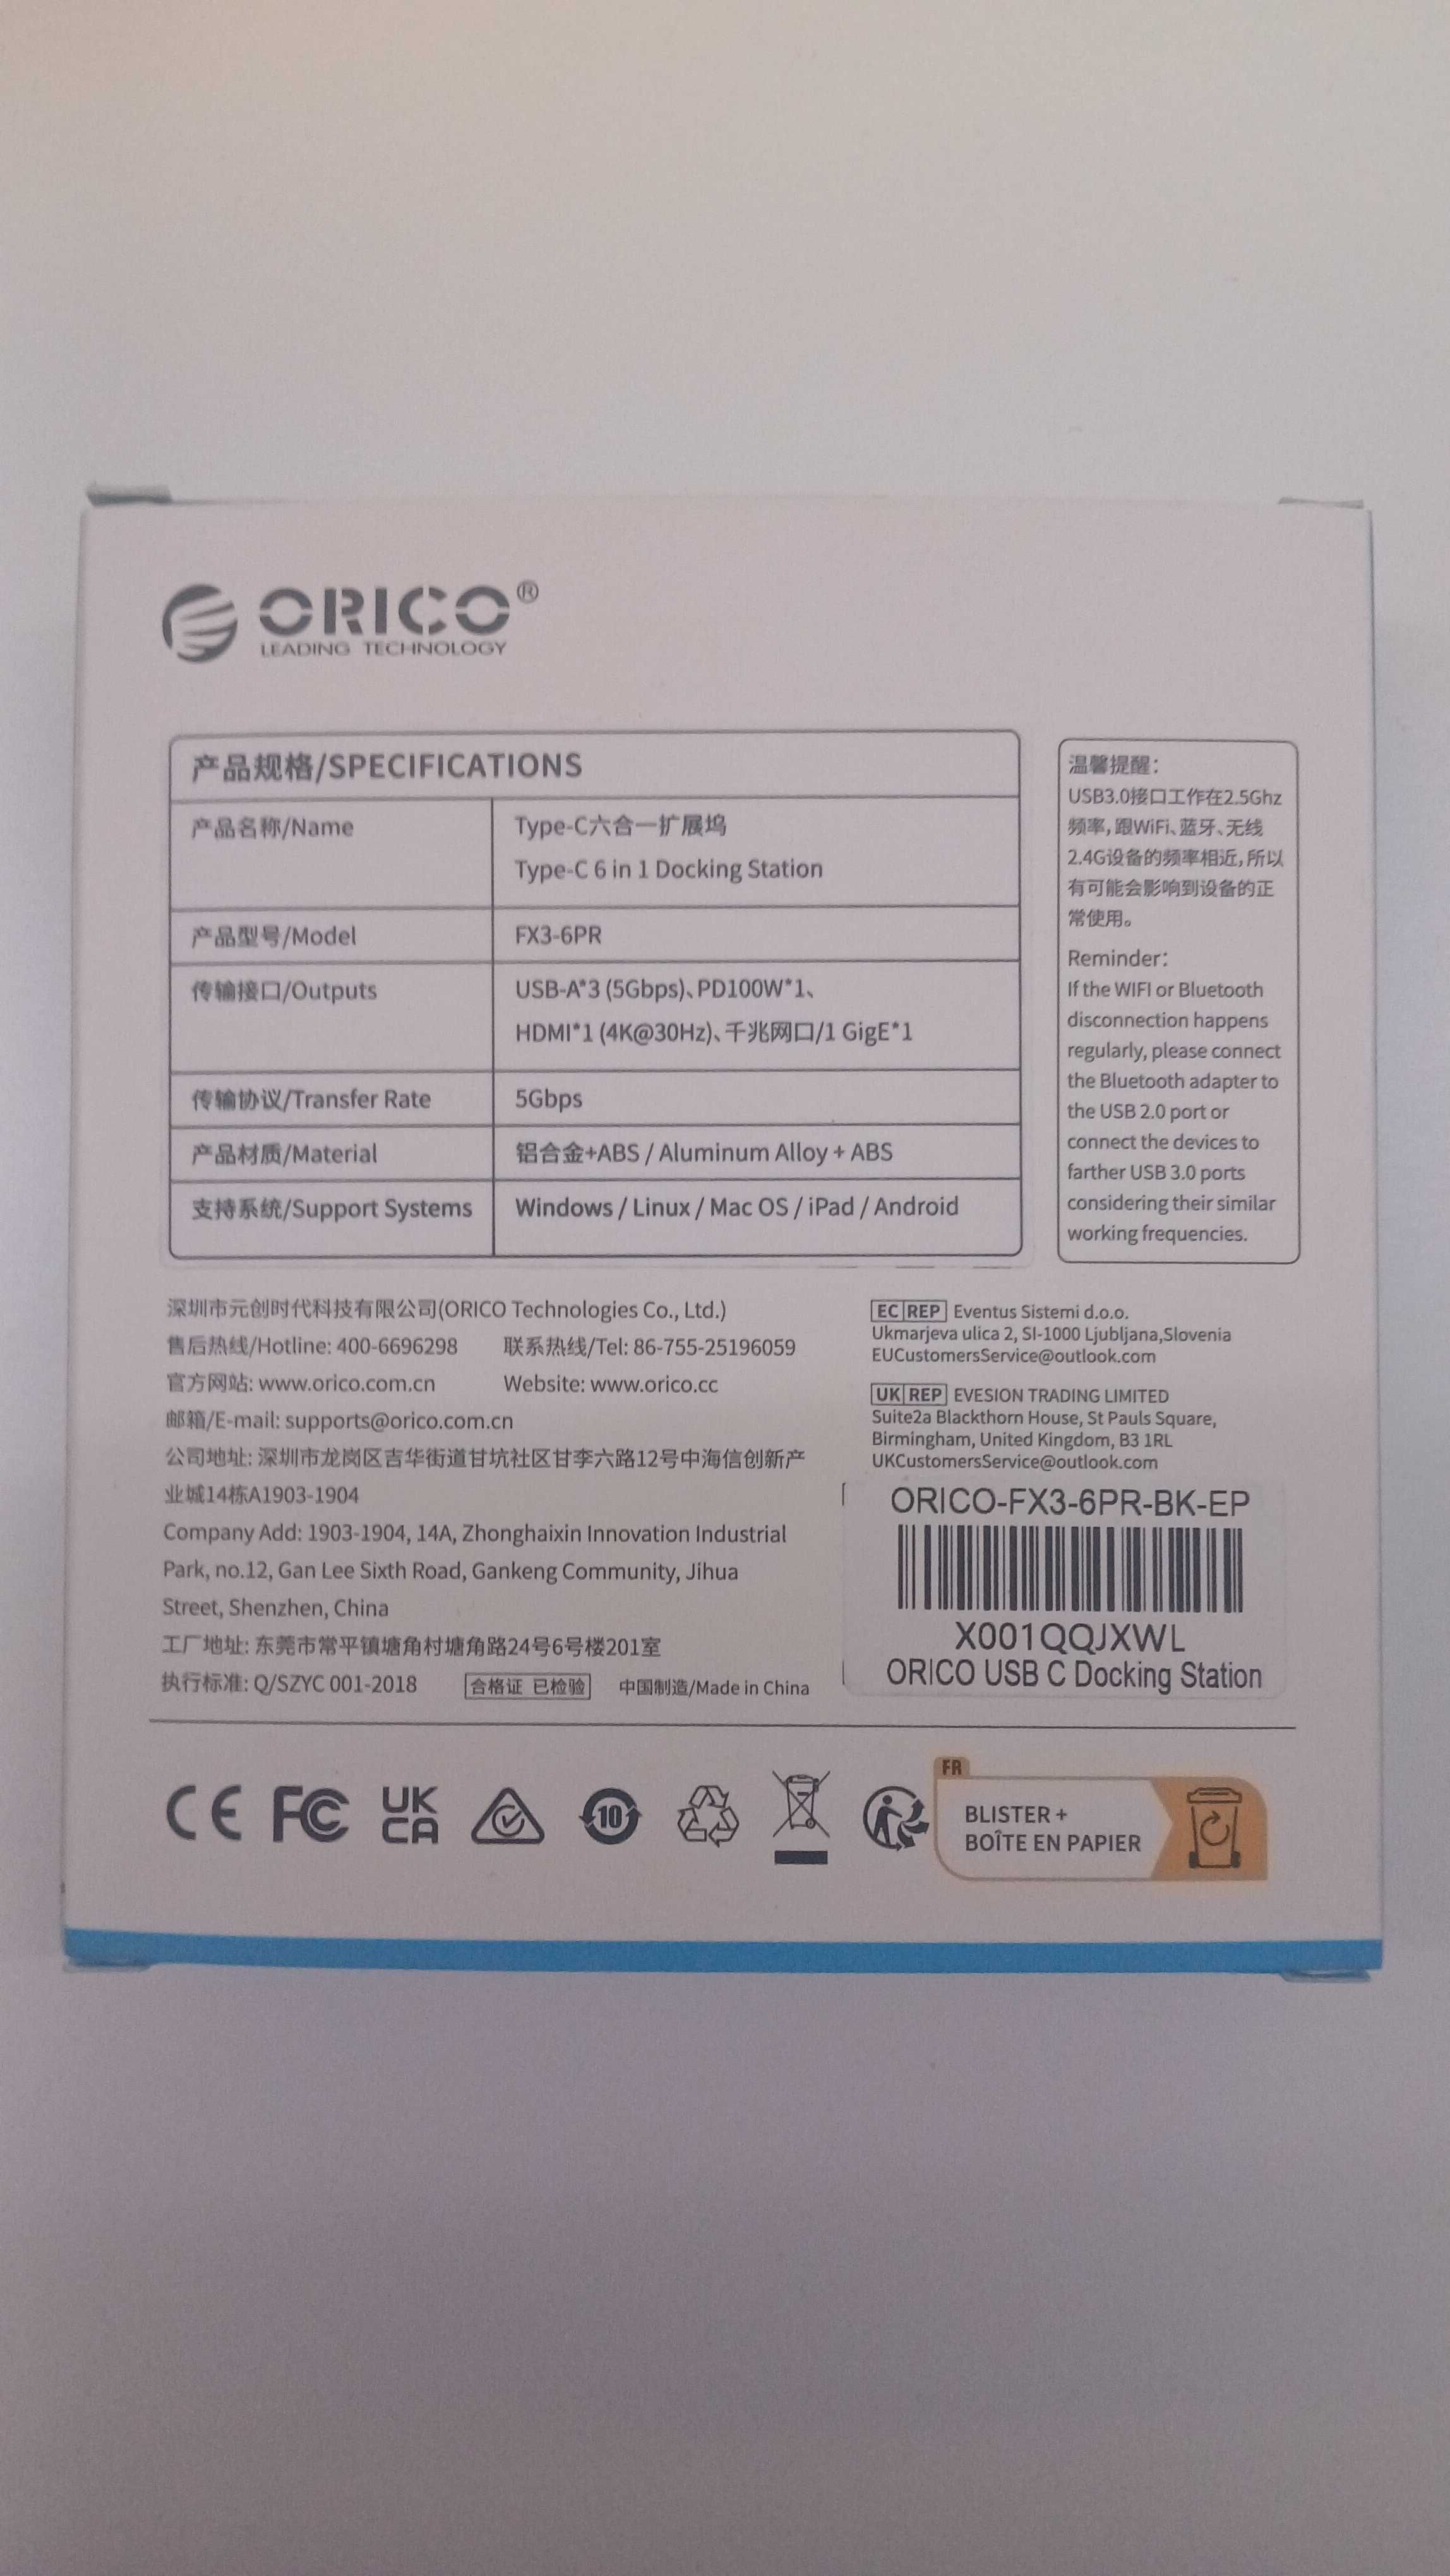 ORICO®
LEADING TECHNOLOGY
产品规格/SPECIFICATIONS
产品名称/Name
Type-C六合一扩展坞
Type-C 6 in 1 Docking Station
产品型号/Model
FX3-6PR
传输接口/Outputs
USB-A*3 (5Gbps)、PD100W*1、
HDMI*1 (4K@30Hz)、千兆网口/1 GigE*1
传输协议/Transfer Rate
5Gbps
产品材质/Material
铝合金+ABS / Aluminum Alloy + ABS
支持系统/Support Systems
Windows / Linux / Mac OS / iPad / Android
温馨提醒：
USB3.0接口工作在2.5Ghz
频率，跟WiFi、蓝牙、无线
2.4G设备的频率相近，所以
有可能会影响到设备的正
常使用。
Reminder：
If the WIFI or Bluetooth
disconnection happens
regularly, please connect
the Bluetooth adapter to
the USB 2.0 port or
connect the devices to
farther USB 3.0 ports
considering their similar
working frequencies.
深圳市元创时代科技有限公司(ORICO Technologies Co., Ltd.)
售后热线/Hotline: 400-6696298 联系热线/Tel: 86-755-25196059
官方网站: www.orico.com.cn Website: www.orico.cc
邮箱/E-mail: supports@orico.com.cn
公司地址: 深圳市龙岗区吉华街道甘坑社区甘李六路12号中海信创新产
业城14栋A1903-1904
Company Add: 1903-1904, 14A, Zhonghaixin Innovation Industrial
Park, no.12, Gan Lee Sixth Road, Gankeng Community, Jihua
Street, Shenzhen, China
工厂地址: 东莞市常平镇塘角村塘角路24号6号楼201室
执行标准: Q/SZYC 001-2018 合格证 已检验 中国制造/Made in China
EC REP Eventus Sistemi d.o.o.
Ukmarjeva ulica 2, SI-1000 Ljubljana,Slovenia
EUCustomersService@outlook.com
UK REP EVESION TRADING LIMITED
Suite2a Blackthorn House, St Pauls Square,
Birmingham, United Kingdom, B3 1RL
UKCustomersService@outlook.com
ORICO-FX3-6PR-BK-EP
X001QQJXWL
ORICO USB C Docking Station
CE FC UK
CA
10
FR
BLISTER +
BOÎTE EN PAPIER